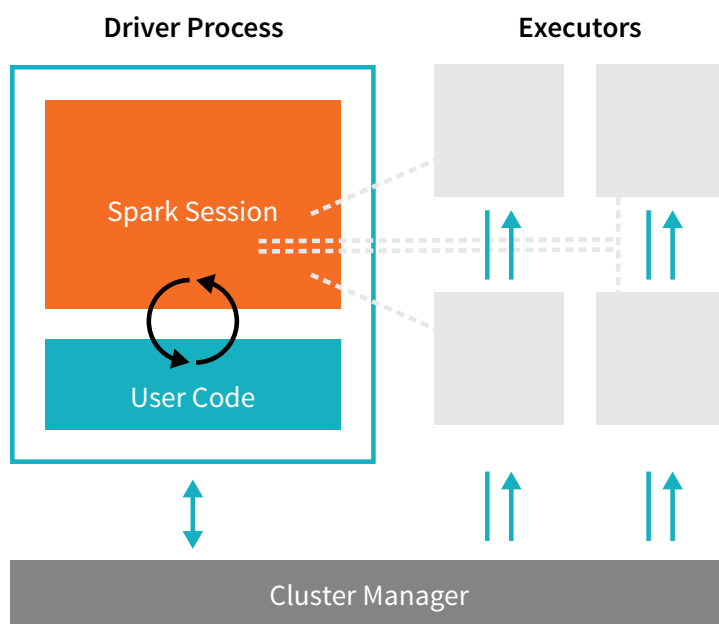 Driver Process
Executors
Spark Session
User Code
Cluster Manager